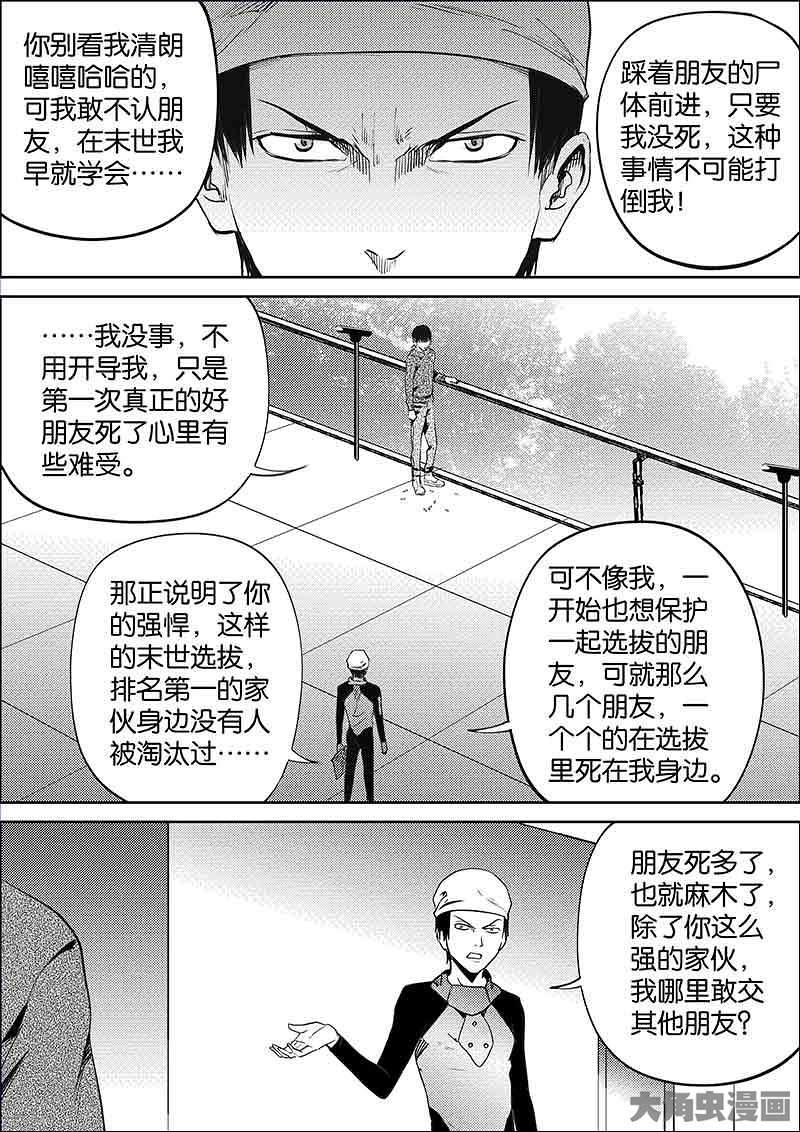 你别看我清朗
嘻嘻哈哈的，
可我敢不认朋
友，在末世我
早就学会……
踩着朋友的尸
体前进，只要
我没死，这种
事情不可能打
倒我！
……我没事，不
用开导我，只是
第一次真正的好
朋友死了心里有
些难受。
那正说明了你
的强悍，这样
的末世选拔，
排名第一的家
伙身边没有人
被淘汰过……
可不像我，一
开始也想保护
一起选拔的朋
友，可就那么
几个朋友，一
个个的在选拔
里死在我身边。
朋友死多了，
也就麻木了，
除了你这么
强的家伙，
我哪里敢交
其他朋友？
大角虫漫画